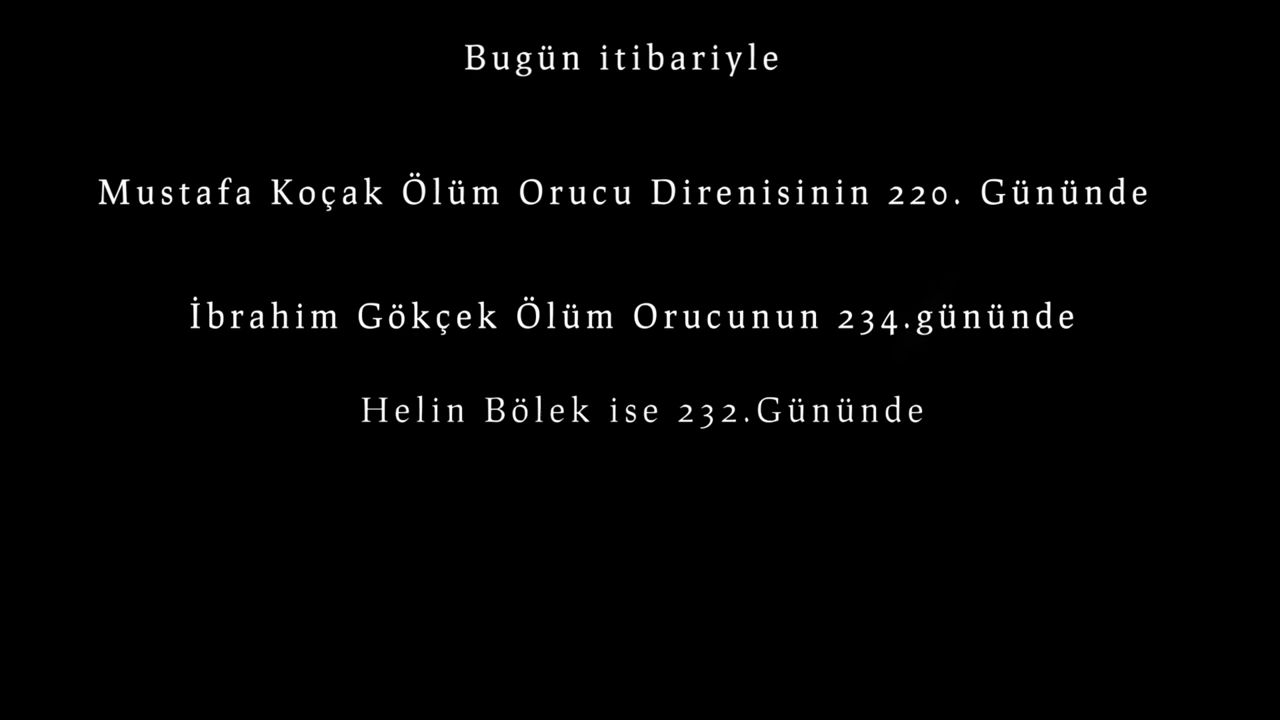 Bugün itibariyle
Mustafa Koçak Ölüm Orucu Direnisinin 220. Gününde
İbrahim Gökçek Ölüm Orucunun 234.gününde
Helin Bölek ise 232.Gününde